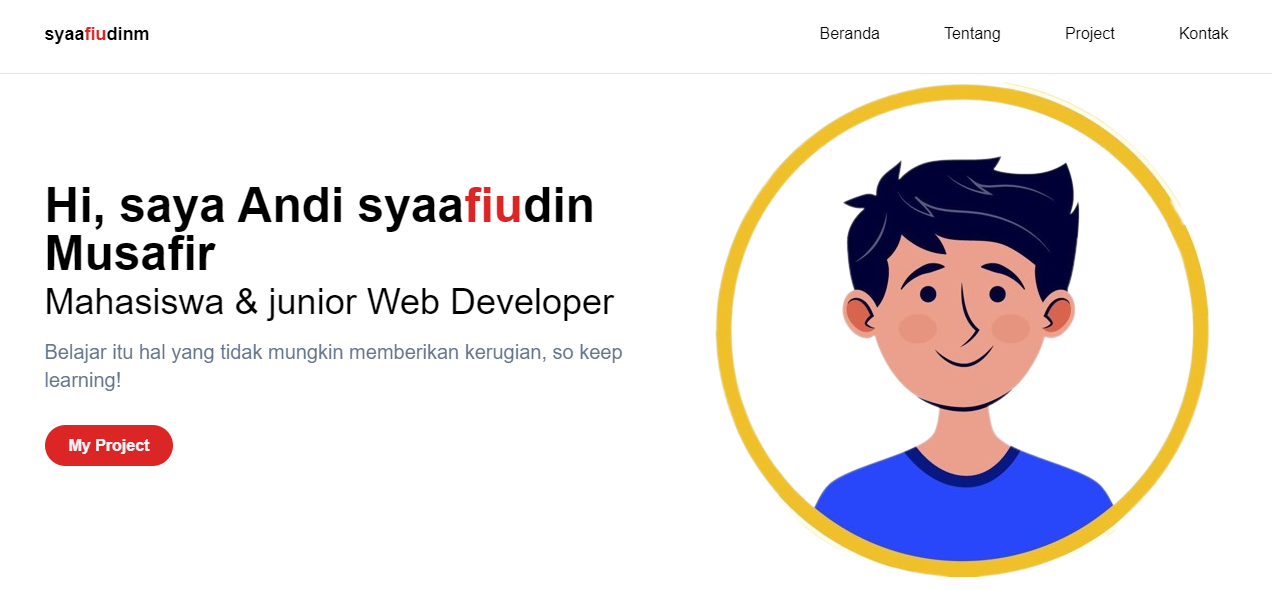 syaafiudinm
Beranda Tentang Project Kontak
Hi, saya Andi syaafiudin
Musafir
Mahasiswa & junior Web Developer
Belajar itu hal yang tidak mungkin memberikan kerugian, so keep
learning!
My Project